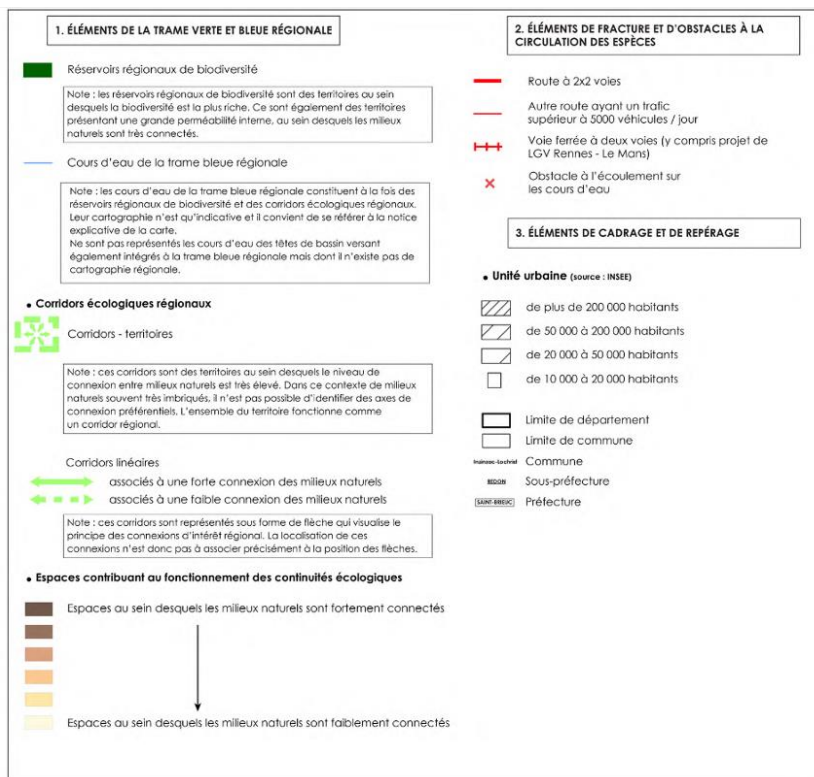 1. ÉLÉMENTS DE LA TRAME VERTE ET BLEUE RÉGIONALE
Réservoirs régionaux de biodiversité
Note : les réservoirs régionaux de biodiversité sont des territoires au sein
desquels la biodiversité est la plus riche. Ce sont également des territoires
présentant une grande perméabilité interne, au sein desquels les milieux
naturels sont très connectés.
Cours d'eau de la trame bleue régionale
Note : les cours d'eau de la trame bleue régionale constituent à la fois des
réservoirs régionaux de biodiversité et des corridors écologiques régionaux.
Leur cartographie n'est qu'indicative et il convient de se référer à la notice
explicative de la carte.
Ne sont pas représentés les cours d'eau des têtes de bassin versant
également intégrés à la trame bleue régionale mais dont il n'existe pas de
cartographie régionale.
• Corridors écologiques régionaux
Corridors - territoires
Note : ces corridors sont des territoires au sein desquels le niveau de
connexion entre milieux naturels est très élevé. Dans ce contexte de milieux
naturels souvent très imbriqués, il n'est pas possible d'identifier des axes de
connexion préférentiels. L'ensemble du territoire fonctionne comme
un corridor régional.
Corridors linéaires
associés à une forte connexion des milieux naturels
associés à une faible connexion des milieux naturels
Note : ces corridors sont représentés sous forme de flèche qui visualise le
principe des connexions d'intérêt régional. La localisation de ces
connexions n'est donc pas à associer précisément à la position des flèches.
• Espaces contribuant au fonctionnement des continuités écologiques
Espaces au sein desquels les milieux naturels sont fortement connectés
Espaces au sein desquels les milieux naturels sont faiblement connectés
2. ÉLÉMENTS DE FRACTURE ET D'OBSTACLES À LA
CIRCULATION DES ESPÈCES
Route à 2x2 voies
Autre route ayant un trafic
supérieur à 5000 véhicules / jour
Voie ferrée à deux voies (y compris projet de
LGV Rennes - Le Mans)
Obstacle à l'écoulement sur
les cours d'eau
3. ÉLÉMENTS DE CADRAGE ET DE REPÉRAGE
• Unité urbaine (source : INSEE)
de plus de 200 000 habitants
de 50 000 à 200 000 habitants
de 20 000 à 50 000 habitants
de 10 000 à 20 000 habitants
Limite de département
Limite de commune
Inzinzac-Lochrist Commune
REDON Sous-préfecture
SAINT-BRIEUC Préfecture